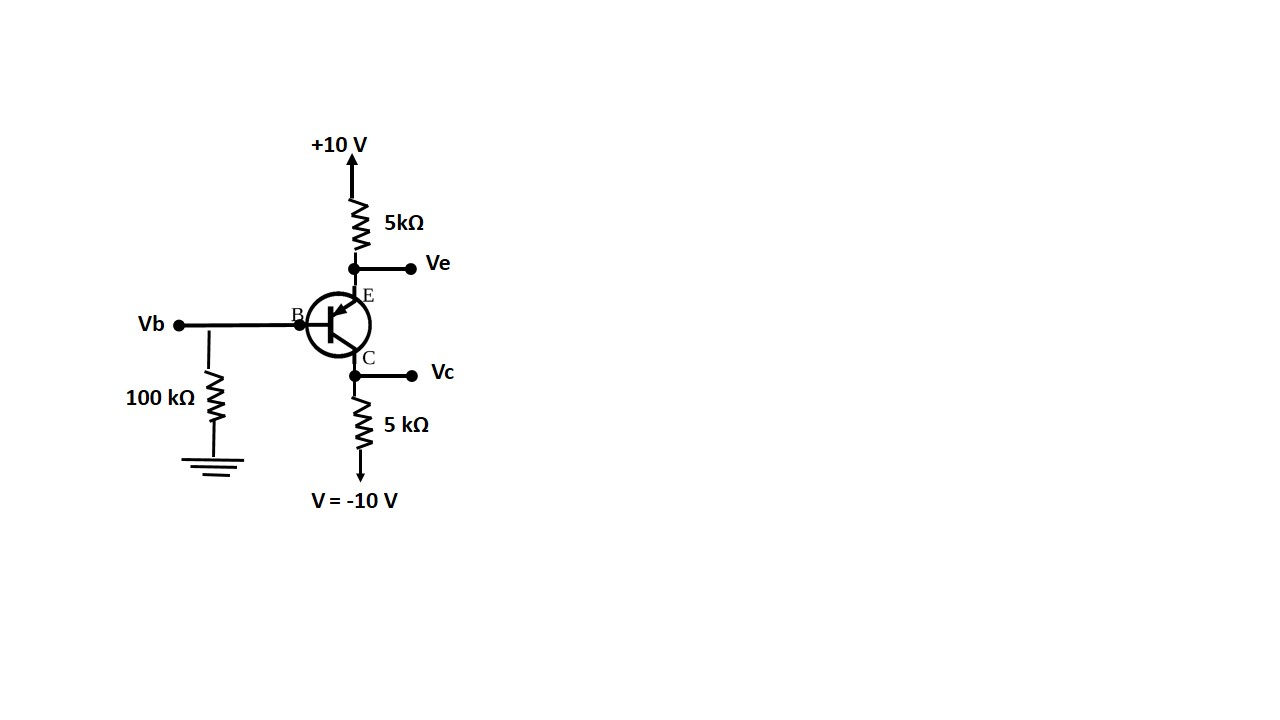 +10 V
5kΩ
Ve
E
B
Vb
C
Vc
100 kΩ
5 kΩ
V = -10 V